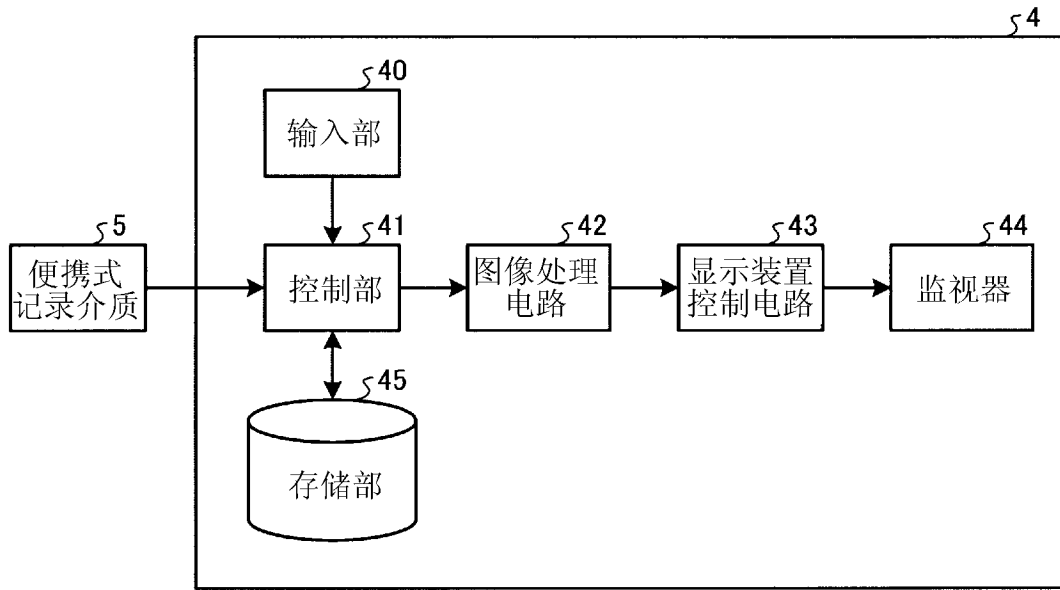 4
40
输入部
5
便携式
记录介质
41
控制部
42
图像处理
电路
43
显示装置
控制电路
44
监视器
45
存储部